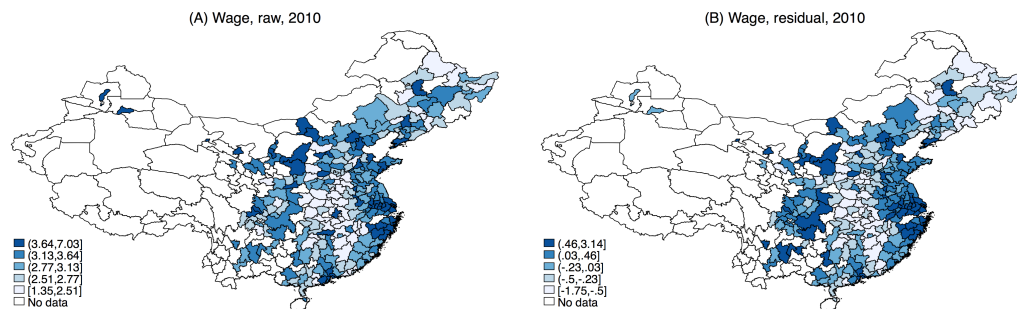 (A) Wage, raw, 2010
(3.64,7.03]
(3.13,3.64]
(2.77,3.13]
(2.51,2.77]
[1.35,2.51]
No data
(B) Wage, residual, 2010
(.46,3.14]
(.03,.46]
(-.23,.03]
(-.5,-.23]
[-1.75,-.5]
No data